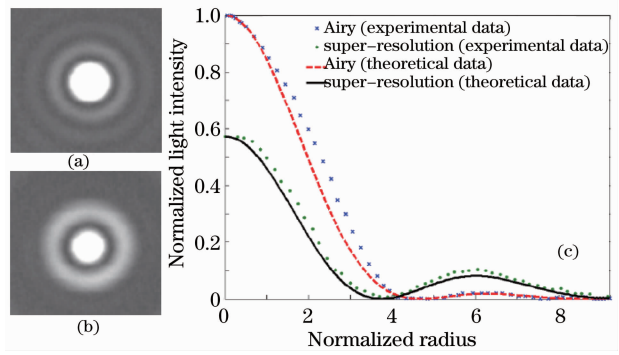 (a)
(b)
Normalized light intensity
1.0
0.8
0.6
0.4
0.2
0
Airy (experimental data)
super-resolution (experimental data)
Airy (theoretical data)
super-resolution (theoretical data)
(c)
0 2 4 6 8
Normalized radius